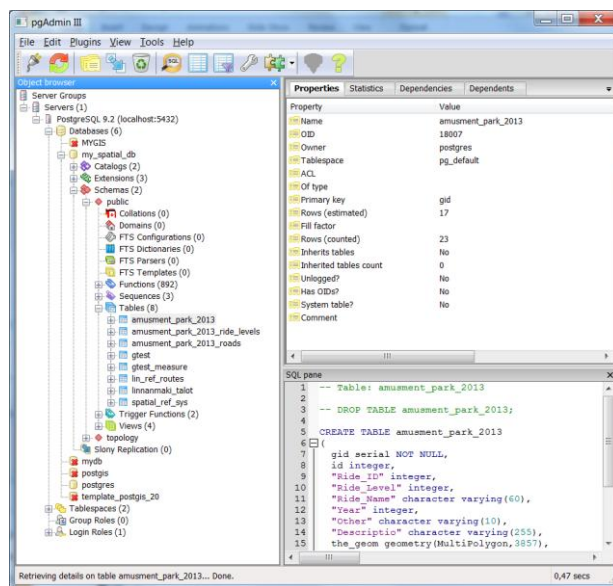 pgAdmin III
File Edit Plugins View Tools Help
SQL
Object browser
Server Groups
Servers (1)
PostgreSQL 9.2 (localhost:5432)
Databases (6)
MYGIS
my_spatial_db
Catalogs (2)
Extensions (3)
Schemas (2)
public
Collations (0)
Domains (0)
FTS Configurations (0)
FTS Dictionaries (0)
FTS Parsers (0)
FTS Templates (0)
Functions (892)
Sequences (3)
Tables (8)
amusment_park_2013
amusment_park_2013_ride_levels
amusment_park_2013_roads
gtest
gtest_measure
lin_ref_routes
linnanmaki_talot
spatial_ref_sys
Trigger Functions (2)
Views (4)
topology
Slony Replication (0)
mydb
postgis
postgres
template_postgis_20
Tablespaces (2)
Group Roles (0)
Login Roles (1)
Properties Statistics Dependencies Dependents
Property Value
Name amusment_park_2013
OID 18007
Owner postgres
Tablespace pg_default
ACL
Of type
Primary key gid
Rows (estimated) 17
Fill factor
Rows (counted) 23
Inherits tables No
Inherited tables count 0
Unlogged? No
Has OIDs? No
System table? No
Comment
SQL pane
1 -- Table: amusment_park_2013
2
3 -- DROP TABLE amusment_park_2013;
4
5 CREATE TABLE amusment_park_2013
6 (
7 gid serial NOT NULL,
8 id integer,
9 "Ride_ID" integer,
10 "Ride_Level" integer,
11 "Ride_Name" character varying(60),
12 "Year" integer,
13 "Other" character varying(10),
14 "Descriptio" character varying(255),
15 the_geom geometry(MultiPolygon,3857),
Retrieving details on table amusment_park_2013... Done. 0,47 secs